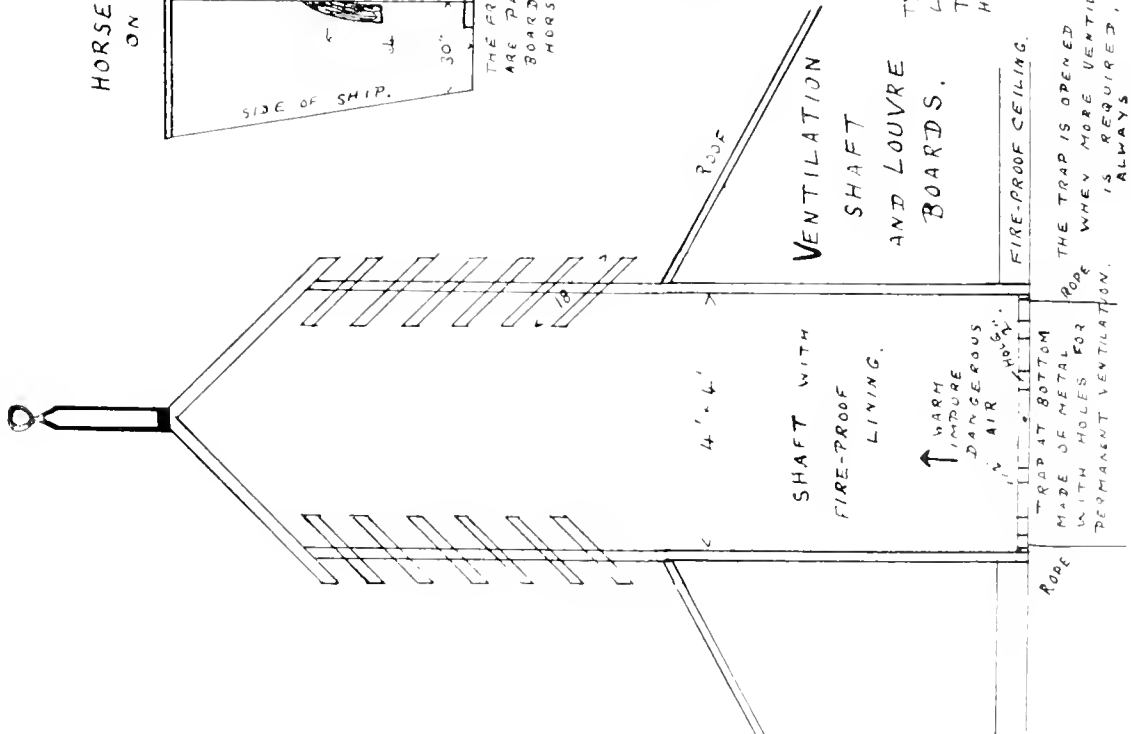 HORSE
ON
SIDE OF SHIP.
30"
THE FR
ARE PA
BOARD
HORS
ROOF
VENTILATION
SHAFT
AND LOUVRE
BOARDS.
T
L
T
H
FIRE-PROOF CEILING.
18
4' × 4'
SHAFT WITH
FIRE-PROOF
LINING.
WARM
IMPURE
DANGEROUS
AIR
ROPE
ROPE
TRAP AT BOTTOM
MADE OF METAL
WITH HOLES FOR
PERMANENT VENTILATION.
THE TRAP IS OPENED
WHEN MORE VENTIL
IS REQUIRED,
ALWAYS